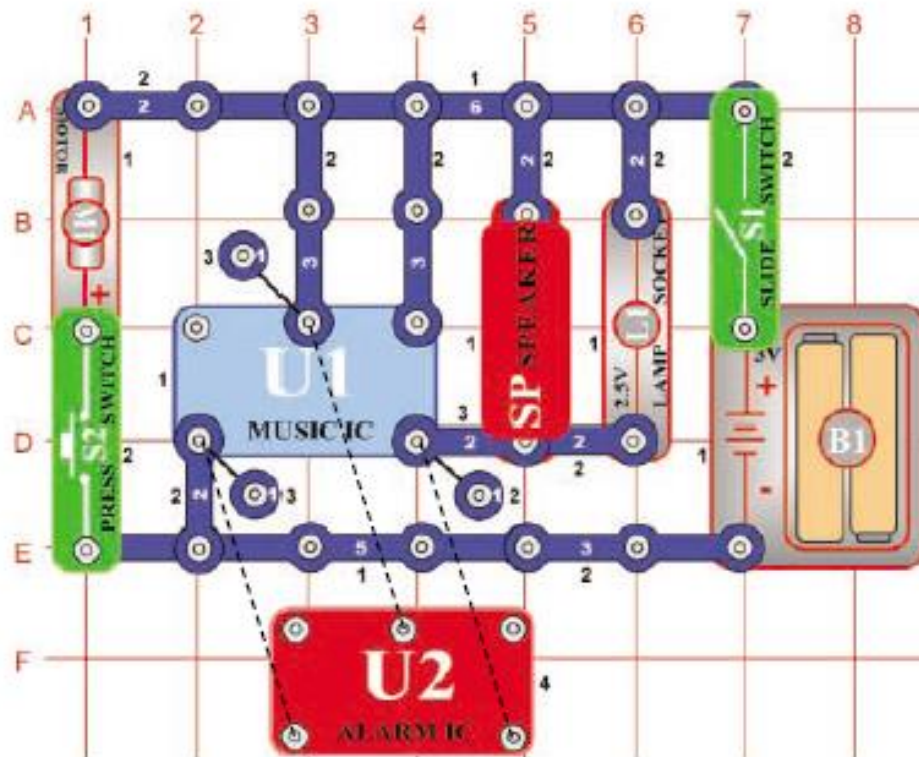 1 2 3 4 5 6 7 8
2 1
A 2 6
MOTOR 1 2 2 2 2 2 2 S1 SLIDE SWITCH
B M
3 1 3 3
+
C 3V
1 U1 1 SP SPEAKER 1 L1 2.5V LAMP SOCKET +
MUSIC IC 3
D 2 2 1 B1
S2 PRESS SWITCH 2 2
2 2 1 3 1 2 -
E 5 3
1 2
F U2 4
ALARM IC